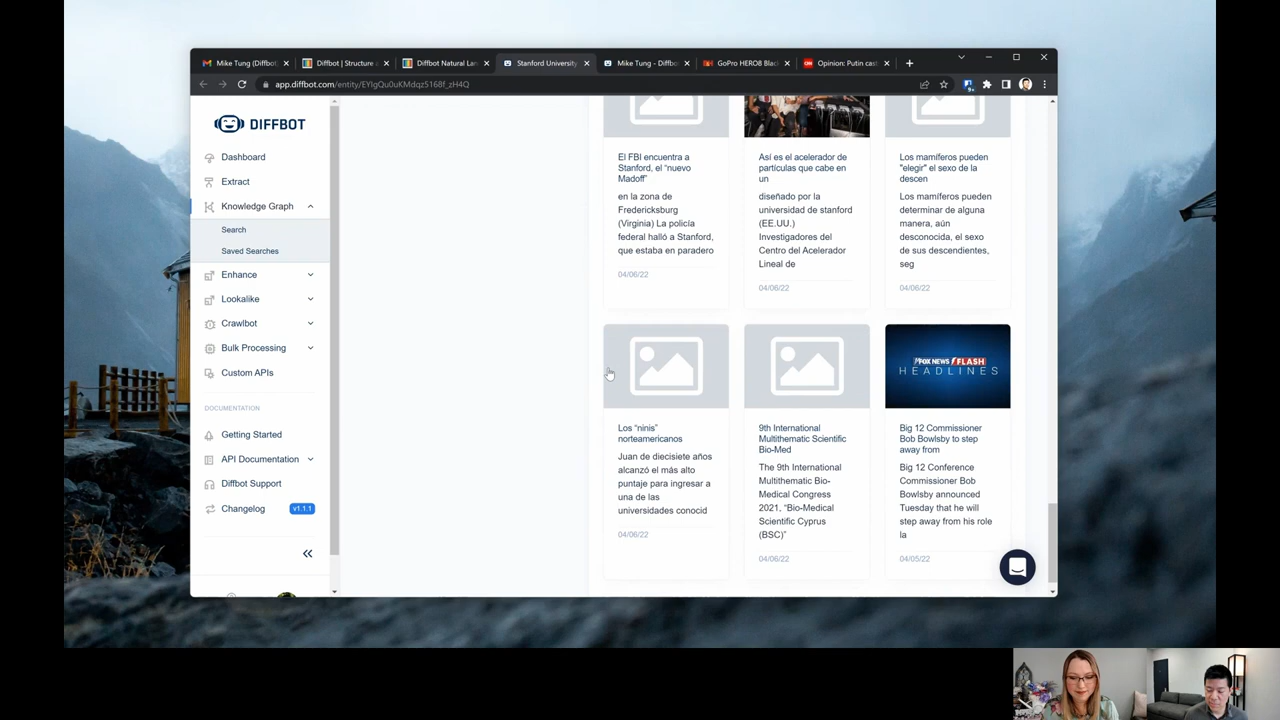 Mike Tung (Diffbot
Diffbot | Structure
Diffbot Natural Lan
Stanford University
Mike Tung - Diffbo
GoPro HERO8 Blac
Opinion: Putin cast
app.diffbot.com/entity/EYIgQu0uKMdqz5168f_zH4Q
DIFFBOT
Dashboard
Extract
Knowledge Graph
Search
Saved Searches
Enhance
Lookalike
Crawlbot
Bulk Processing
Custom APIs
DOCUMENTATION
Getting Started
API Documentation
Diffbot Support
Changelog
v1.1.1
El FBI encuentra a
Stanford, el “nuevo
Madoff”
en la zona de
Fredericksburg
(Virginia) La policía
federal halló a Stanford,
que estaba en paradero
04/06/22
Así es el acelerador de
partículas que cabe en
un
diseñado por la
universidad de stanford
(EE.UU.)
Investigadores del
Centro del Acelerador
Lineal de
04/06/22
Los mamíferos pueden
"elegir" el sexo de la
descen
Los mamíferos pueden
determinar de alguna
manera, aún
desconocida, el sexo
de sus descendientes,
seg
04/06/22
Los “ninis”
norteamericanos
Juan de diecisiete años
alcanzó el más alto
puntaje para ingresar a
una de las
universidades conocid
04/06/22
9th International
Multithematic Scientific
Bio-Med
The 9th International
Multithematic Bio-
Medical Congress
2021, “Bio-Medical
Scientific Cyprus
(BSC)”
04/06/22
FOX NEWS FLASH
HEADLINES
Big 12 Commissioner
Bob Bowlsby to step
away from
Big 12 Conference
Commissioner Bob
Bowlsby announced
Tuesday that he will
step away from his role
la
04/05/22